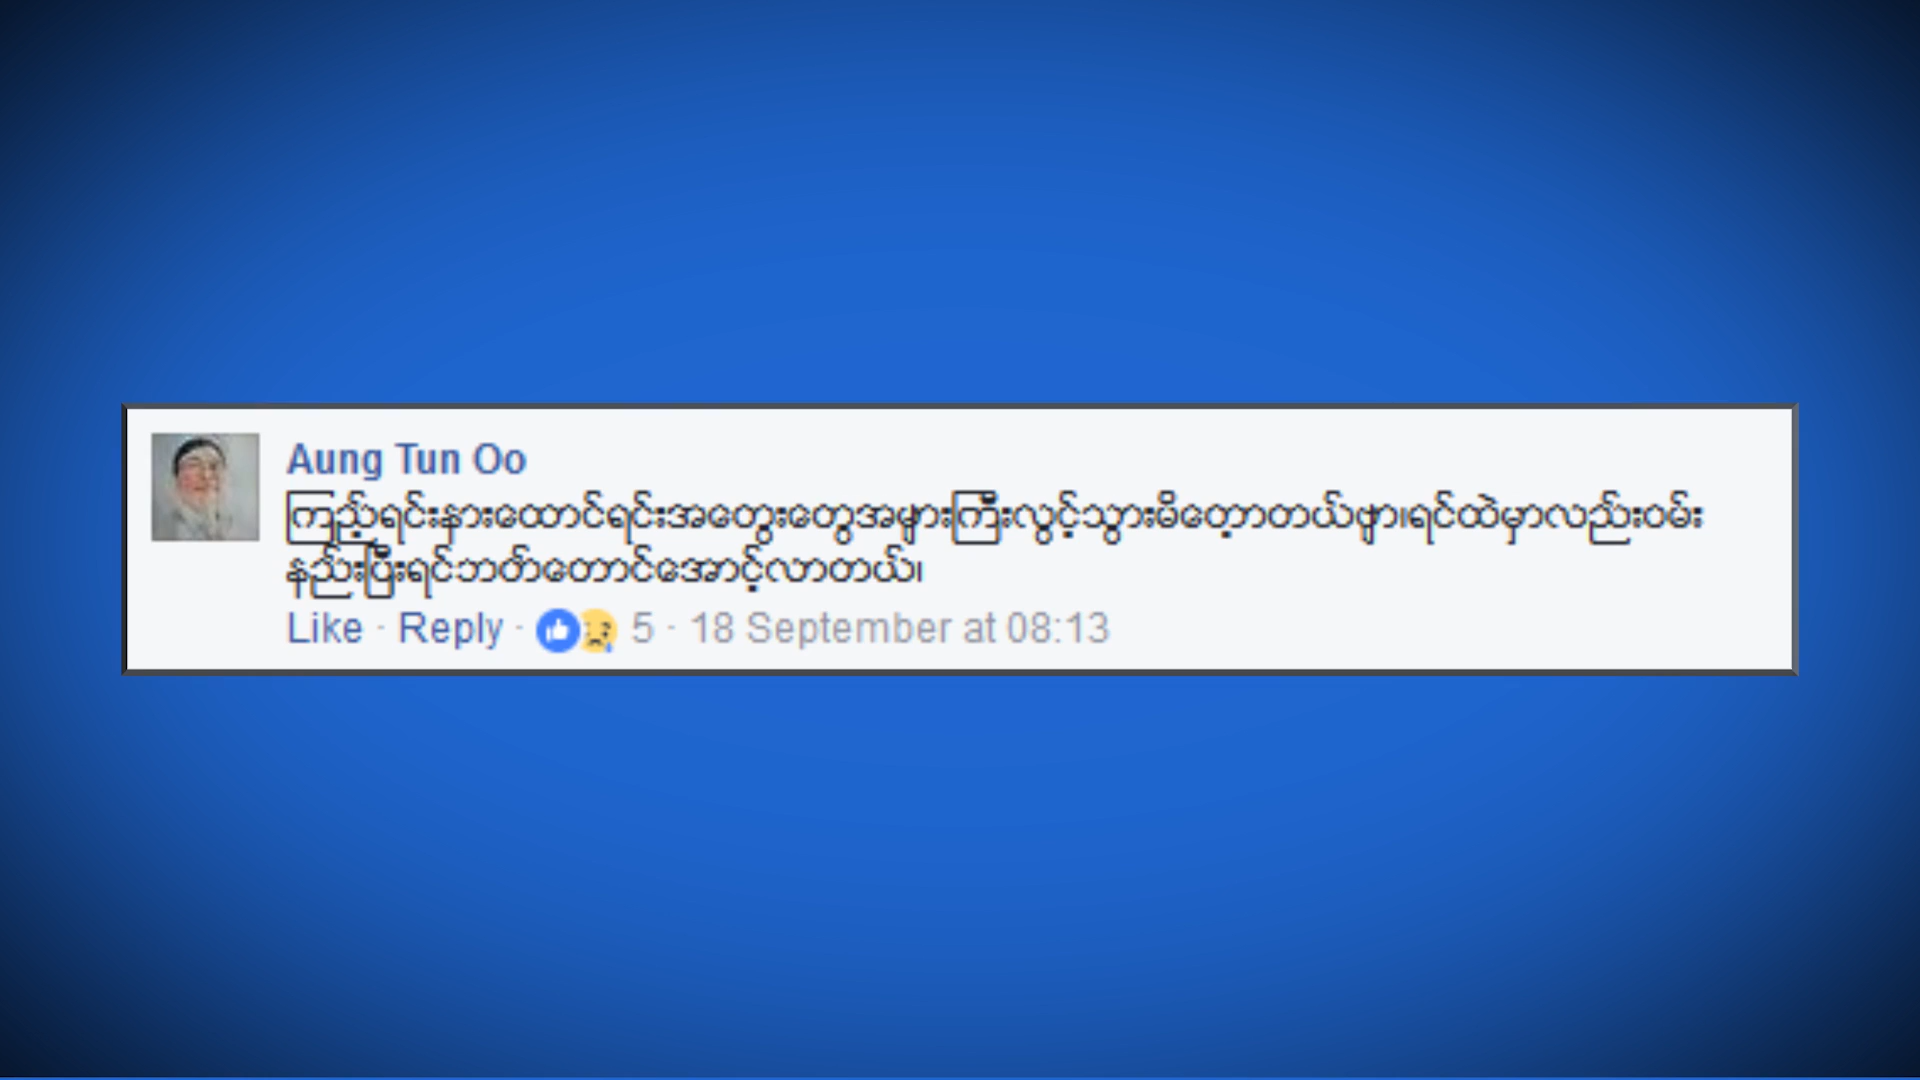 Aung Tun Oo
ကြည့်ရင်းနားထောင်ရင်းအတွေးတွေအများကြီးလွင့်သွားမိတော့တယ်ဗျာ၊ရင်ထဲမှာလည်းဝမ်း
နည်းပြီးရင်ဘတ်တောင်အောင့်လာတယ်၊
Like · Reply · 5 · 18 September at 08:13